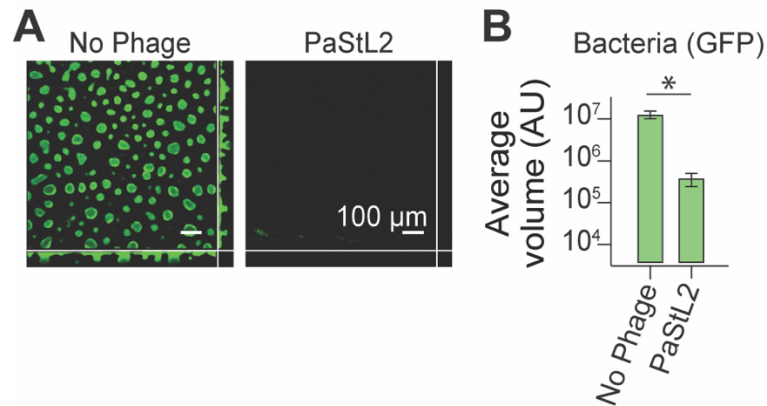 A
No Phage
PaStL2
100 µm
B
Bacteria (GFP)
*
Average
volume (AU)
10⁷
10⁶
10⁵
10⁴
No Phage
PaStL2